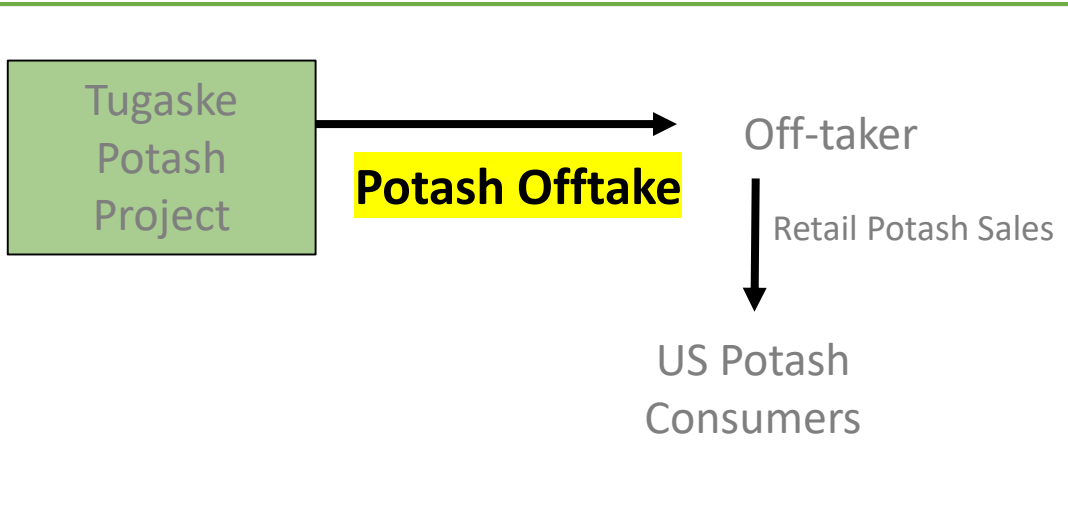 Tugaske
Potash
Project
Potash Offtake
Off-taker
Retail Potash Sales
US Potash
Consumers